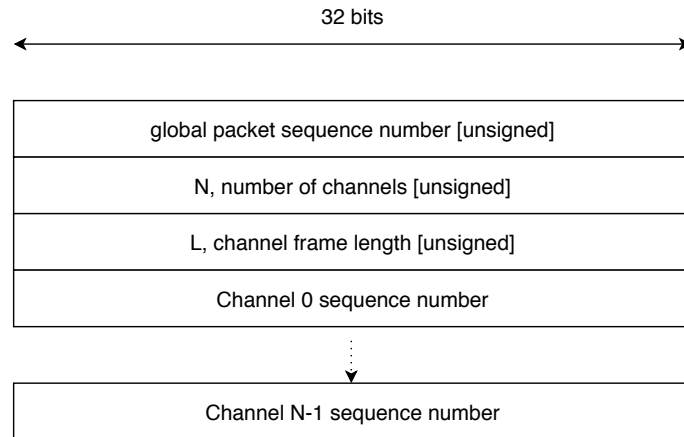 32 bits
global packet sequence number [unsigned]
N, number of channels [unsigned]
L, channel frame length [unsigned]
Channel 0 sequence number
Channel N-1 sequence number